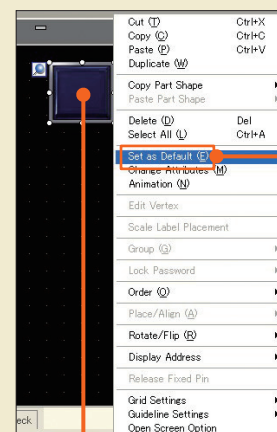 Cut (T) Ctrl+X
Copy (C) Ctrl+C
Paste (P) Ctrl+V
Duplicate (W)
Copy Part Shape
Paste Part Shape
Delete (D) Del
Select All (L) Ctrl+A
Set as Default (E)
Change Attributes (M)
Animation (N)
Edit Vertex
Scale Label Placement
Group (G)
Lock Password
Order (O)
Place/Align (A)
Rotate/Flip (R)
Display Address
Release Fixed Pin
Grid Settings
Guideline Settings
eck Open Screen Option